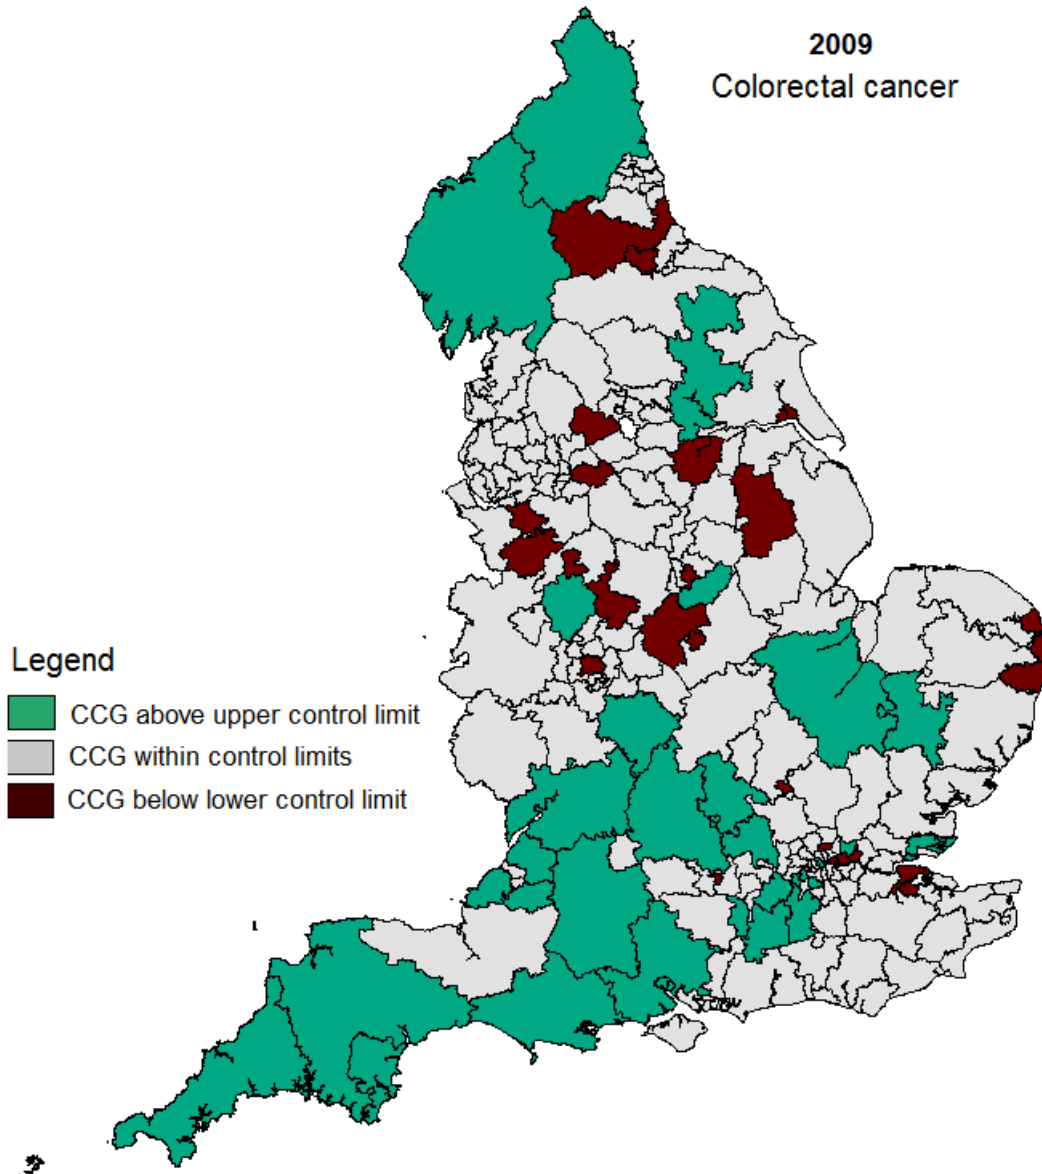 2009
Colorectal cancer
Legend
CCG above upper control limit
CCG within control limits
CCG below lower control limit